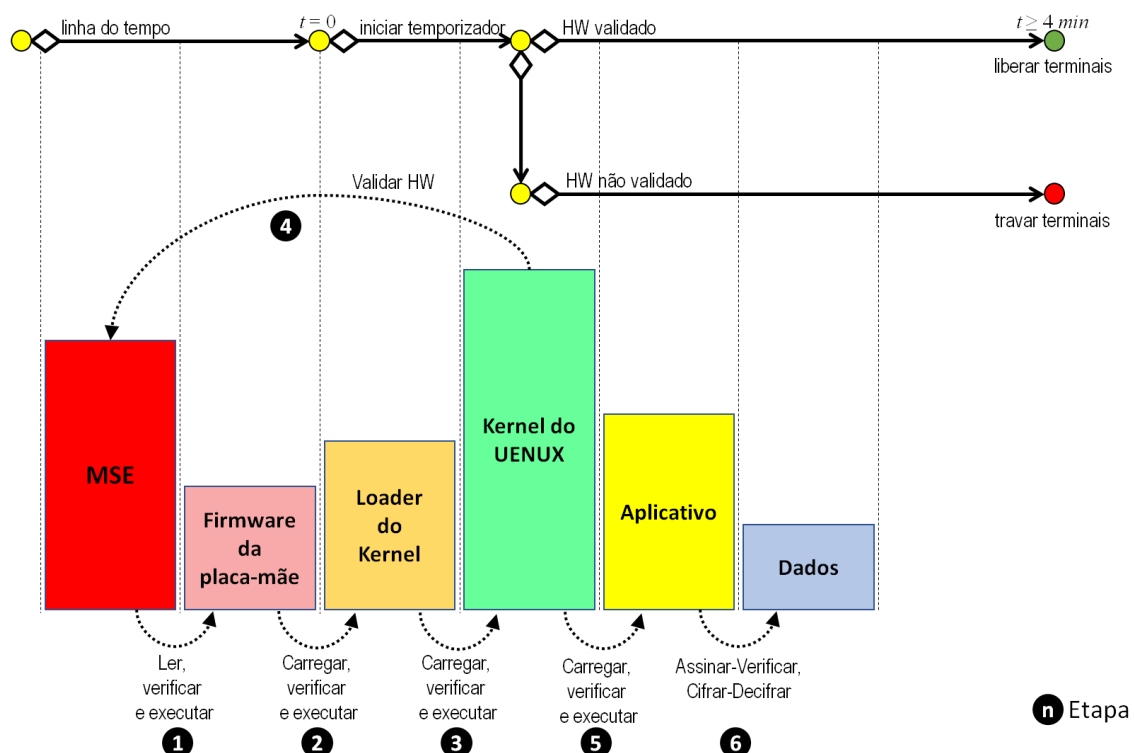 linha do tempo
t = 0
iniciar temporizador
HW validado
t ≥ 4 min
liberar terminais
HW não validado
travar terminais
Validar HW
4
MSE
Firmware
da
placa-mãe
Loader
do
Kernel
Kernel do
UENUX
Aplicativo
Dados
Ler,
verificar
e executar
1
Carregar,
verificar
e executar
2
Carregar,
verificar
e executar
3
Carregar,
verificar
e executar
5
Assinar-Verificar,
Cifrar-Decifrar
6
n Etapa